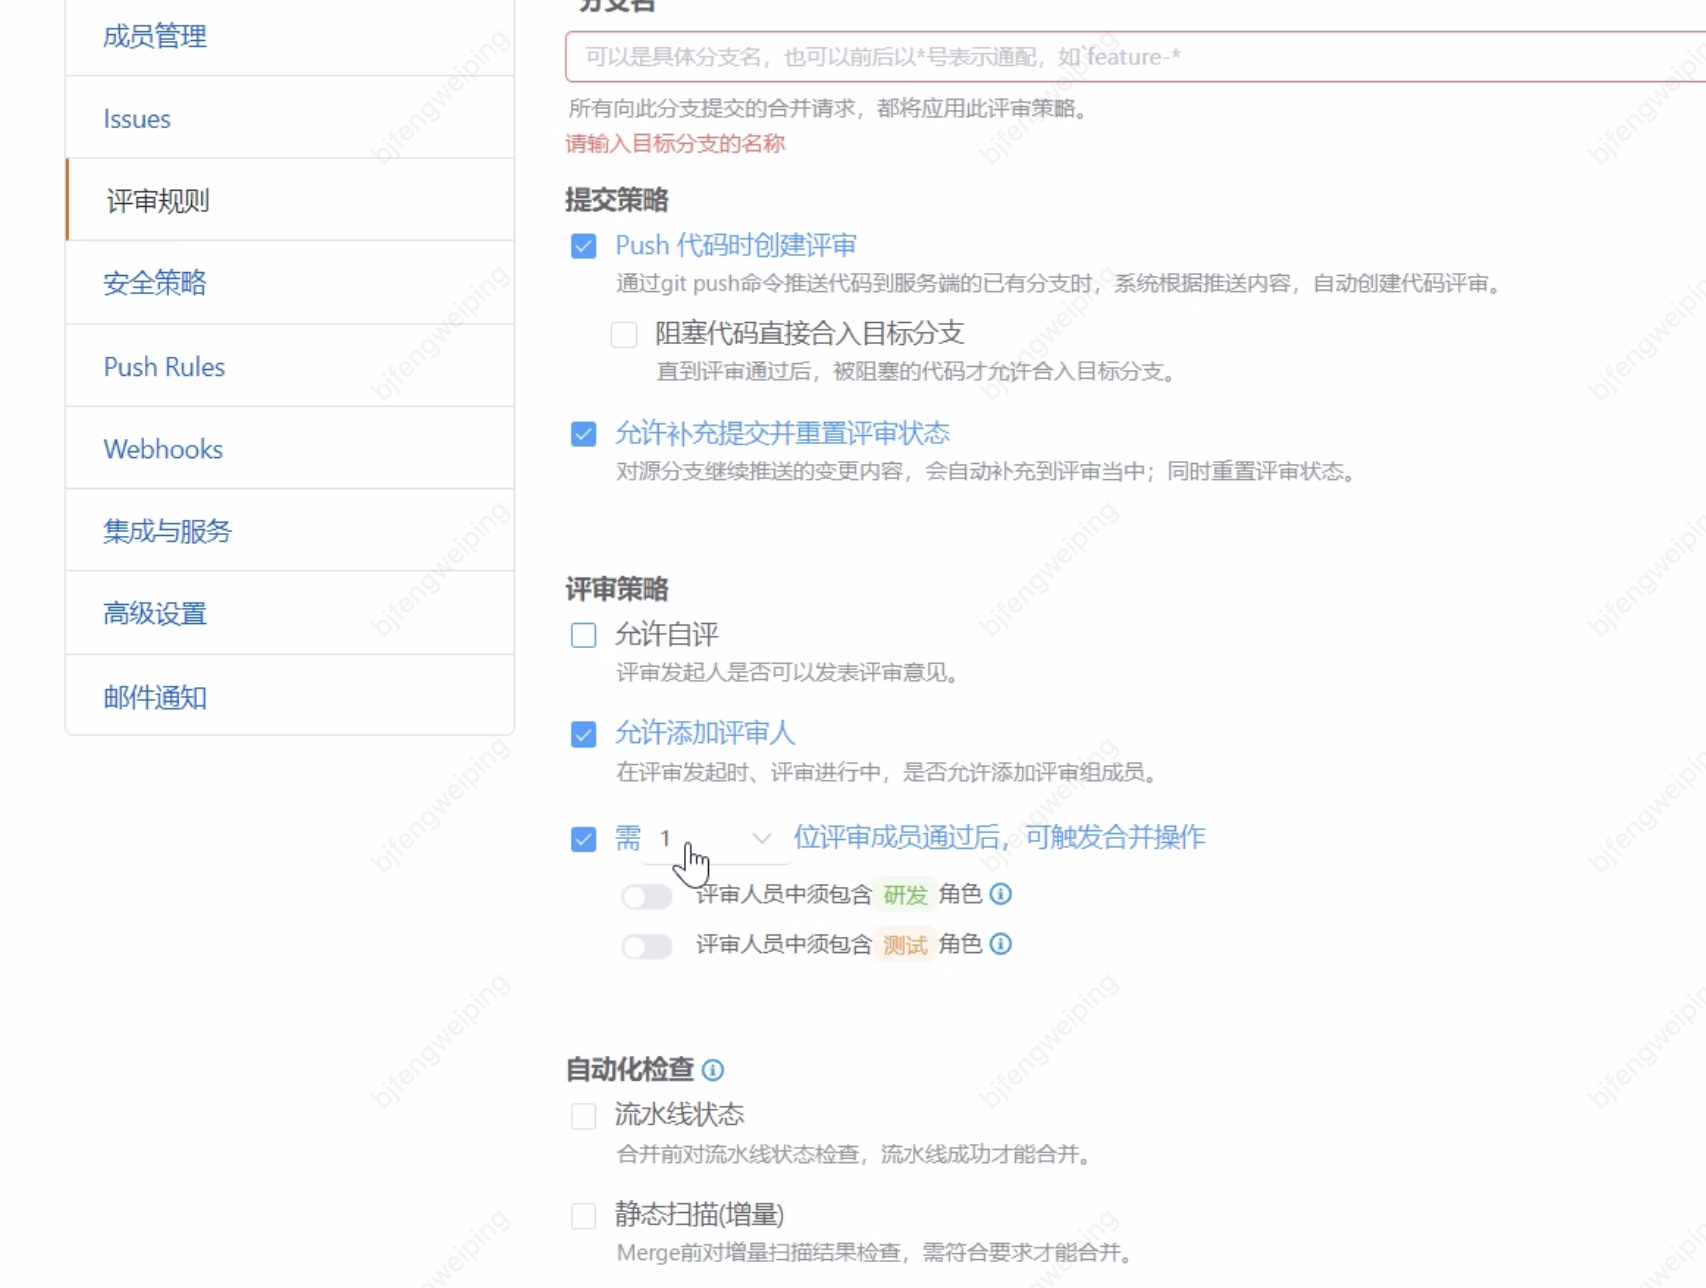 成员管理
Issues
评审规则
安全策略
Push Rules
Webhooks
集成与服务
高级设置
邮件通知
分支名
可以是具体分支名，也可以前后以*号表示通配，如`feature-*
所有向此分支提交的合并请求，都将应用此评审策略。
请输入目标分支的名称
提交策略
Push 代码时创建评审
通过git push命令推送代码到服务端的已有分支时，系统根据推送内容，自动创建代码评审。
阻塞代码直接合入目标分支
直到评审通过后，被阻塞的代码才允许合入目标分支。
允许补充提交并重置评审状态
对源分支继续推送的变更内容，会自动补充到评审当中；同时重置评审状态。
评审策略
允许自评
评审发起人是否可以发表评审意见。
允许添加评审人
在评审发起时、评审进行中，是否允许添加评审组成员。
需 1 位评审成员通过后，可触发合并操作
评审人员中须包含 研发 角色
评审人员中须包含 测试 角色
自动化检查
流水线状态
合并前对流水线状态检查，流水线成功才能合并。
静态扫描(增量)
Merge前对增量扫描结果检查，需符合要求才能合并。
bjfengweiping